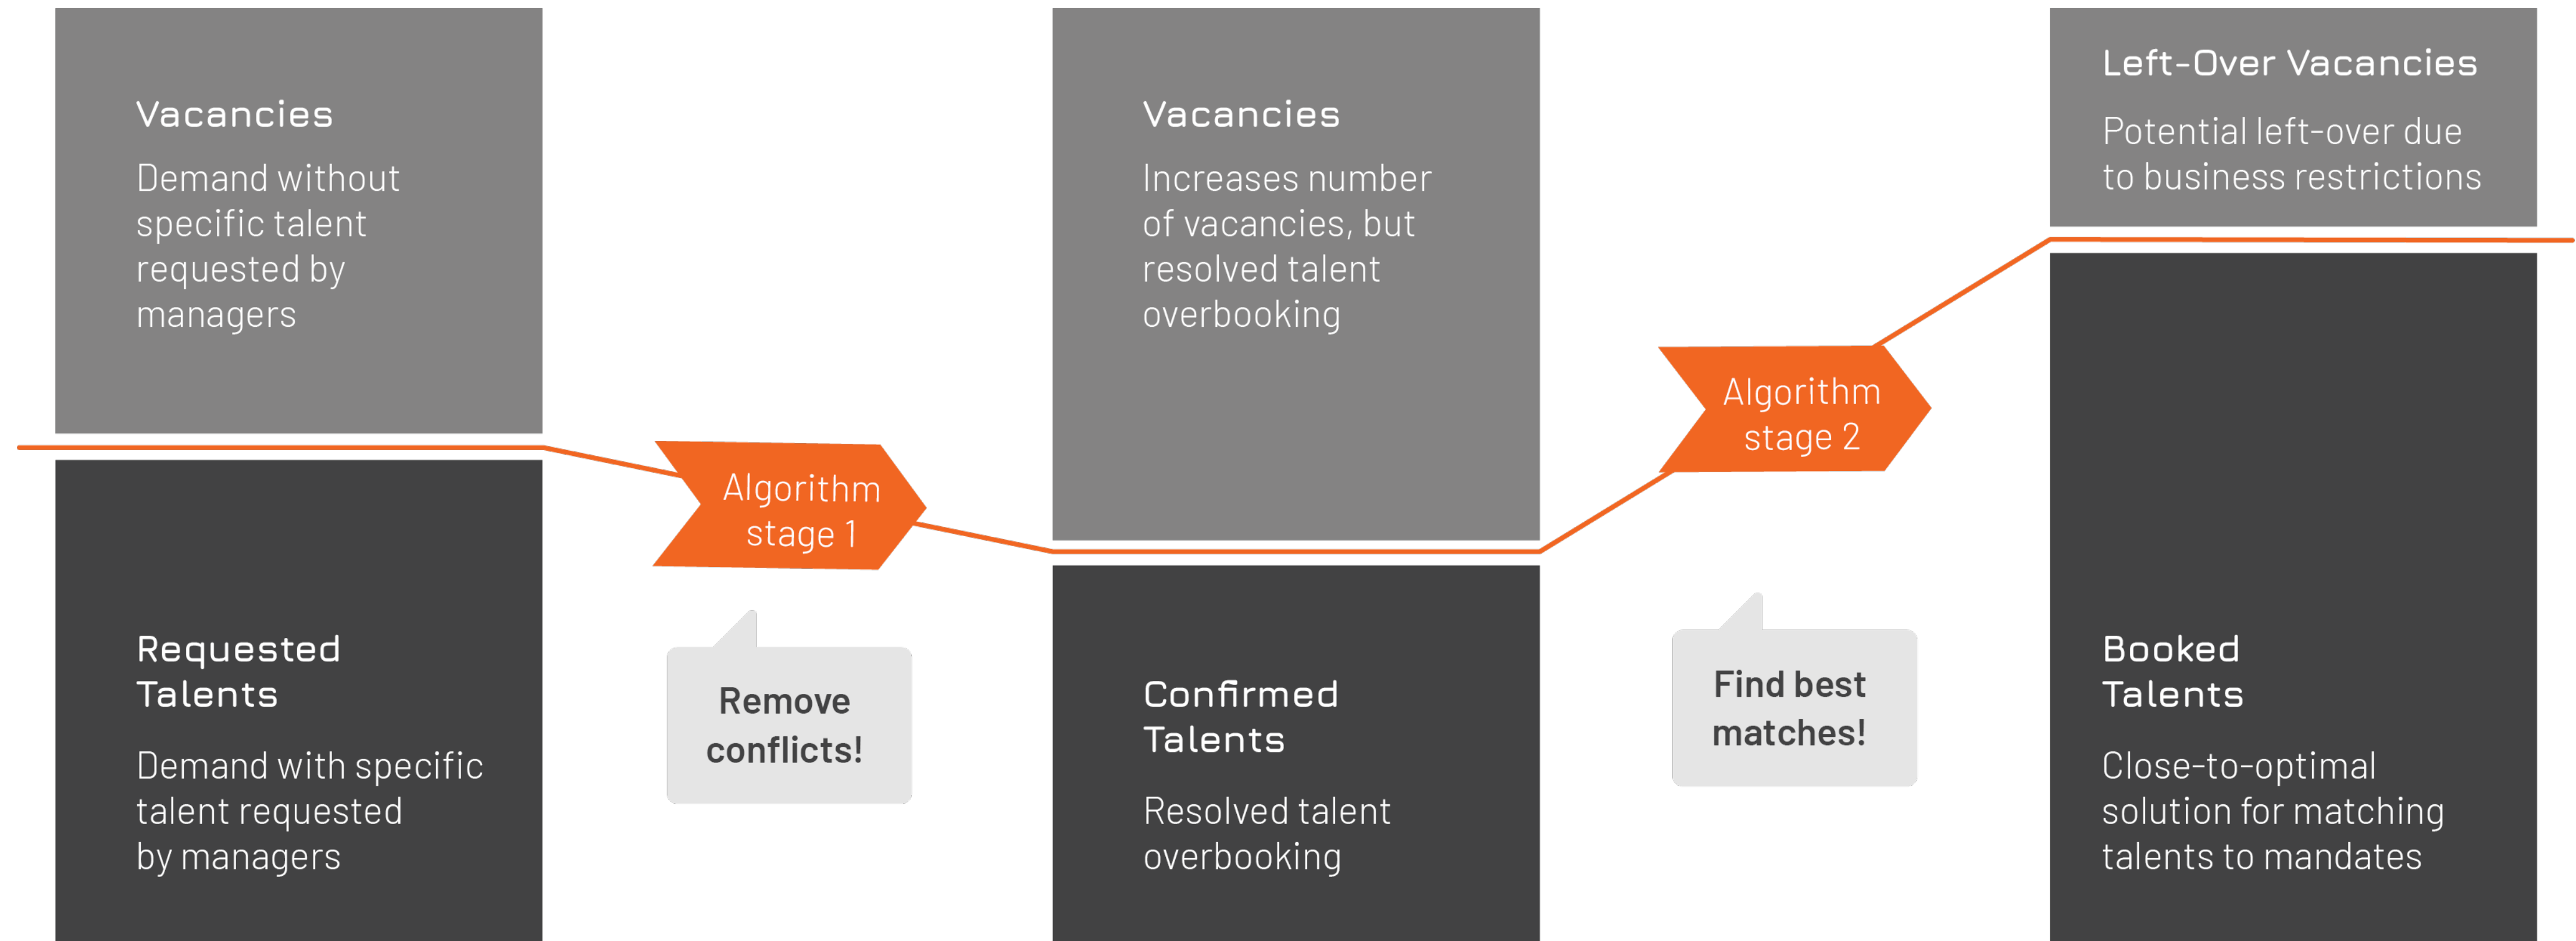 Vacancies
Demand without
specific talent
requested by
managers
Requested
Talents
Demand with specific
talent requested
by managers
Algorithm
stage 1
Remove
conflicts!
Vacancies
Increases number
of vacancies, but
resolved talent
overbooking
Confirmed
Talents
Resolved talent
overbooking
Algorithm
stage 2
Find best
matches!
Left-Over Vacancies
Potential left-over due
to business restrictions
Booked
Talents
Close-to-optimal
solution for matching
talents to mandates